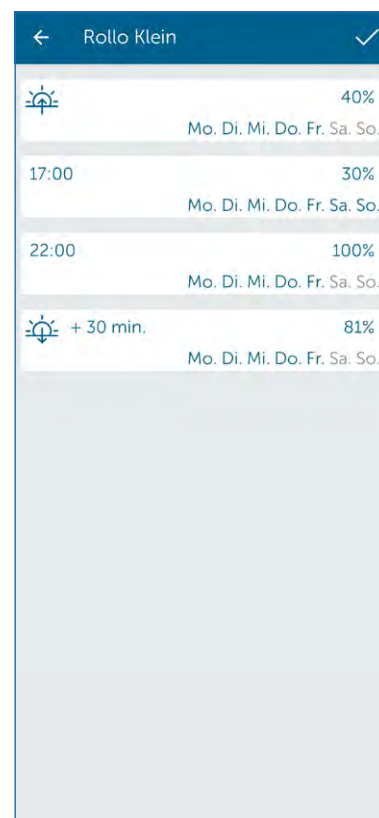 Rollo Klein
40%
Mo. Di. Mi. Do. Fr. Sa. So.
17:00 30%
Mo. Di. Mi. Do. Fr. Sa. So.
22:00 100%
Mo. Di. Mi. Do. Fr. Sa. So.
+ 30 min. 81%
Mo. Di. Mi. Do. Fr. Sa. So.